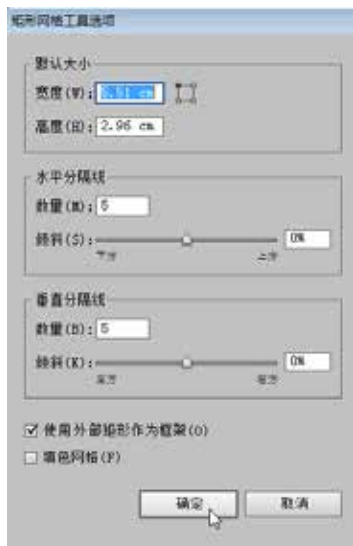 矩形网格工具选项
默认大小
宽度(W): cm
高度(H): 2.96 cm
水平分隔线
数量(M): 5
倾斜(S): 0%
下方 上方
垂直分隔线
数量(B): 5
倾斜(K): 0%
左方 右方
使用外部矩形作为框架(O)
填色网格(F)
确定 取消